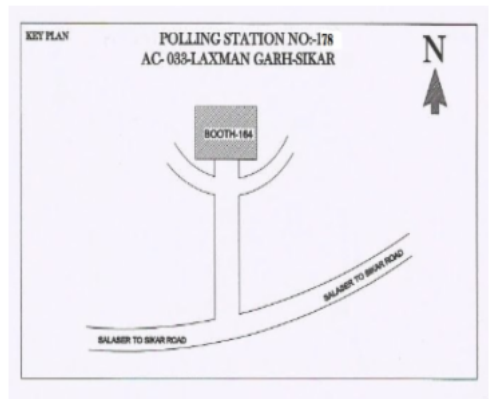 KEY PLAN
POLLING STATION NO:-178
AC- 033-LAXMAN GARH-SIKAR
N
BOOTH-164
SALASER TO SIKAR ROAD
SALASER TO SIKAR ROAD